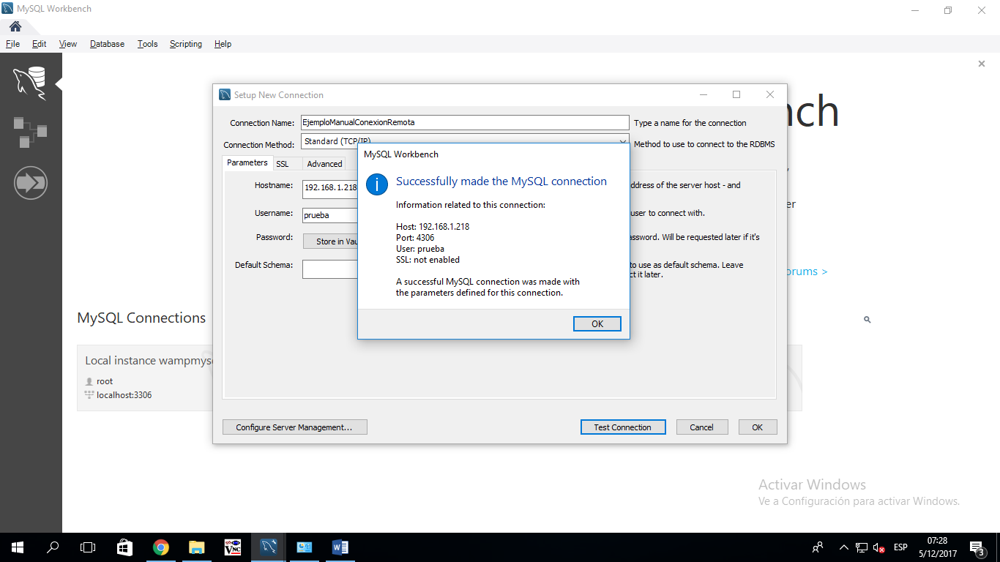 MySQL Workbench
File Edit View Database Tools Scripting Help
nch
Setup New Connection
Connection Name: EjemploManualConexionRemota Type a name for the connection
Connection Method: Standard (TCP/IP) Method to use to connect to the RDBMS
Parameters SSL Advanced
Hostname: 192.168.1.218 ddress of the server host - and
Username: prueba user to connect with.
Password: Store in Vau assword. Will be requested later if it's
Default Schema: to use as default schema. Leave
ct it later.
MySQL Workbench
Successfully made the MySQL connection
Information related to this connection:
Host: 192.168.1.218
Port: 4306
User: prueba
SSL: not enabled
A successful MySQL connection was made with
the parameters defined for this connection.
OK
er
orums >
MySQL Connections
Local instance wampmys
root
localhost:3306
Configure Server Management... Test Connection Cancel OK
Activar Windows
Ve a Configuración para activar Windows.
VNC
ESP
07:28
5/12/2017
3